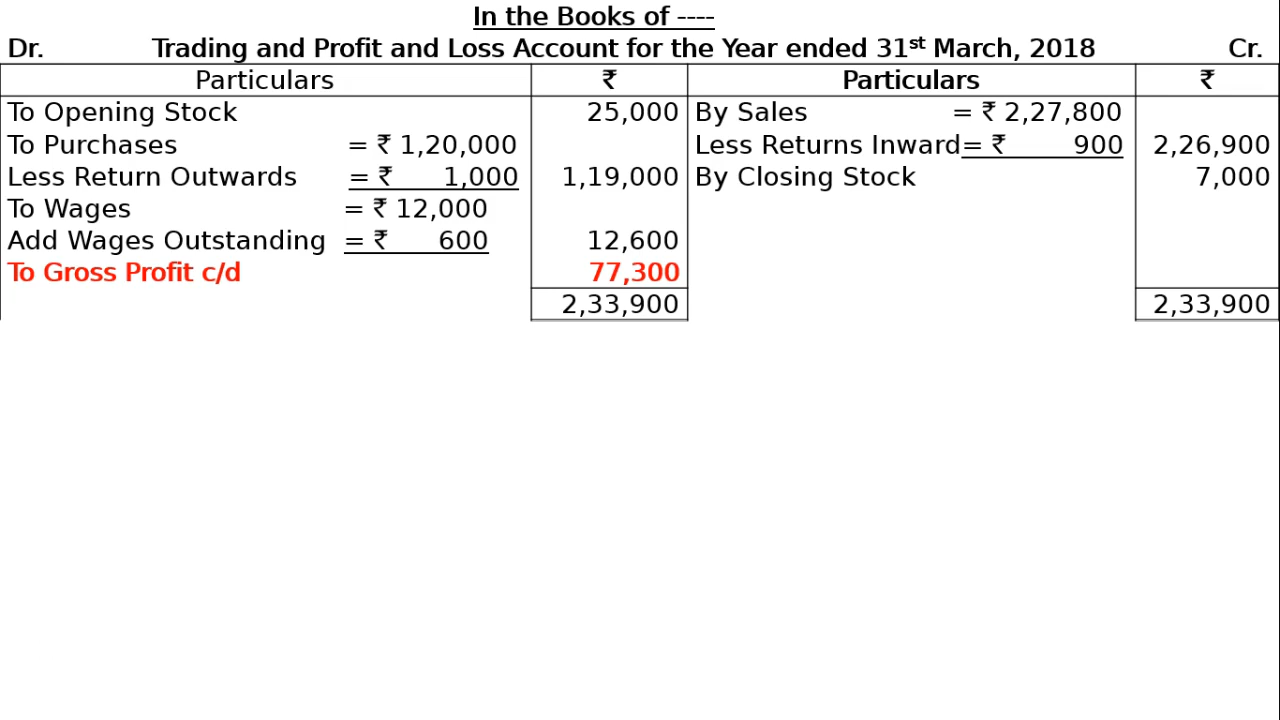 In the Books of ----
Dr. Trading and Profit and Loss Account for the Year ended 31st March, 2018 Cr.
Particulars ₹ Particulars ₹
To Opening Stock 25,000 By Sales = ₹ 2,27,800
To Purchases = ₹ 1,20,000 Less Returns Inward= ₹ 900 2,26,900
Less Return Outwards = ₹ 1,000 1,19,000 By Closing Stock 7,000
To Wages = ₹ 12,000
Add Wages Outstanding = ₹ 600 12,600
To Gross Profit c/d 77,300
2,33,900 2,33,900